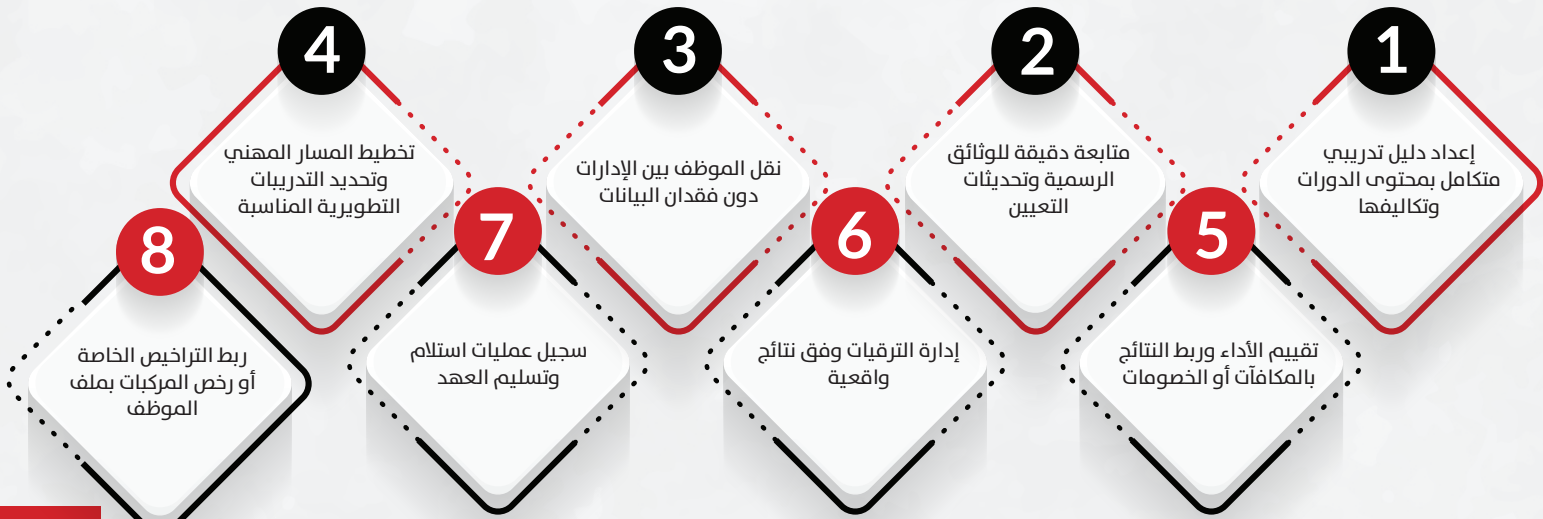 1
إعداد دليل تدريبي
متكامل بمحتوى الدورات
وتكاليفها
2
متابعة دقيقة للوثائق
الرسمية وتحديثات
التعيين
3
نقل الموظف بين الإدارات
دون فقدان البيانات
4
تخطيط المسار المهني
وتحديد التدريبات
التطويرية المناسبة
5
تقييم الأداء وربط النتائج
بالمكافآت أو الخصومات
6
إدارة الترقيات وفق نتائج
واقعية
7
سجيل عمليات استلام
وتسليم العهد
8
ربط التراخيص الخاصة
أو رخص المركبات بملف
الموظف